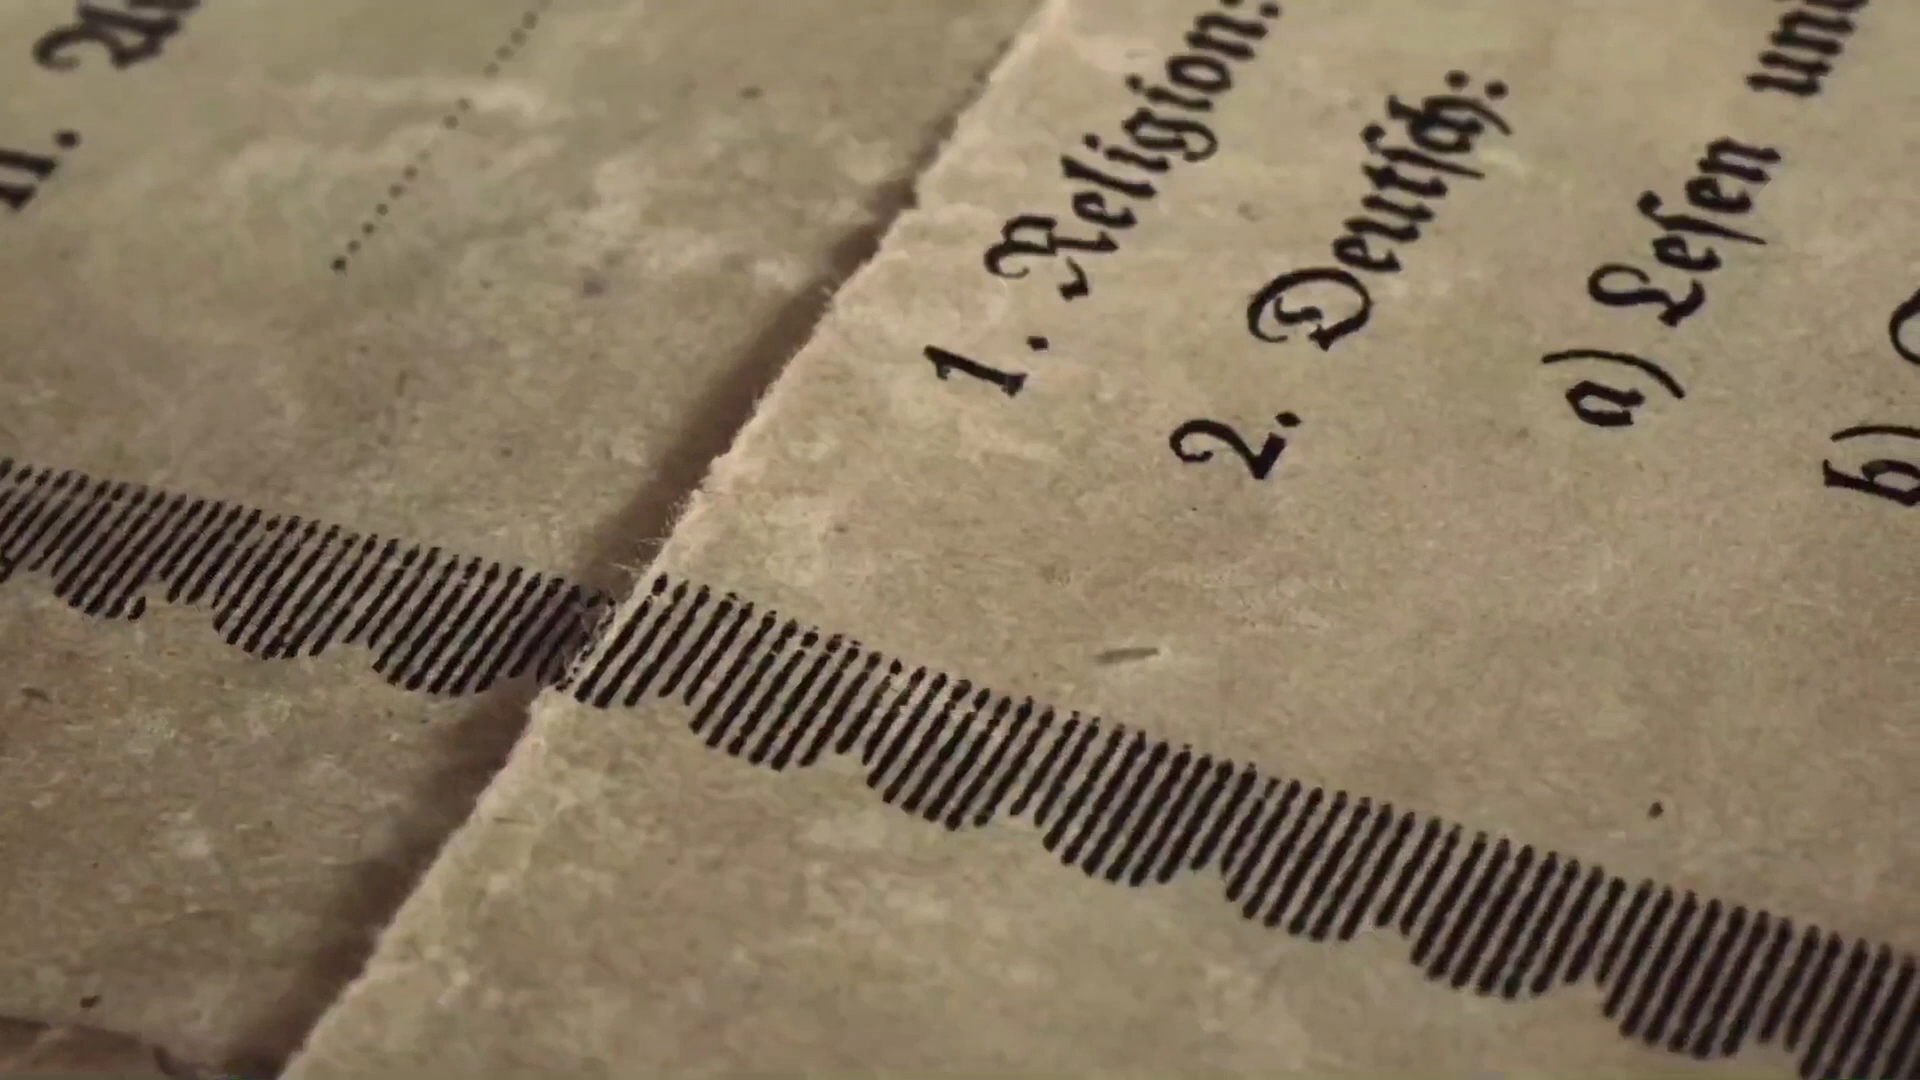 1. Religion:
2. Deutſch:
a) Leſen und
b)